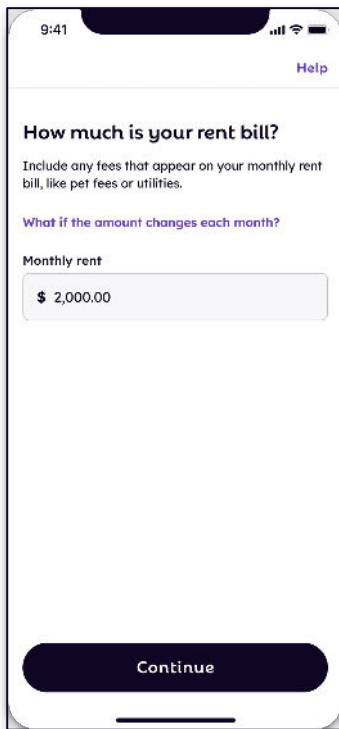 9:41
Help
How much is your rent bill?
Include any fees that appear on your monthly rent
bill, like pet fees or utilities.
What if the amount changes each month?
Monthly rent
$ 2,000.00
Continue